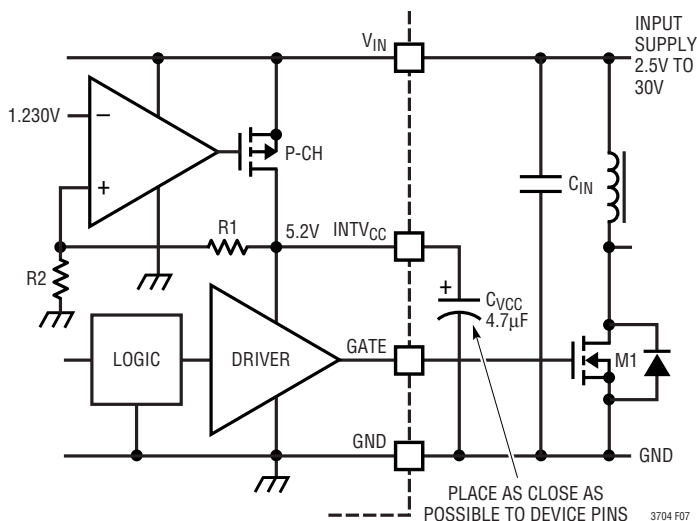 V_IN
INPUT
SUPPLY
2.5V TO
30V
1.230V
−
+
P-CH
C_IN
R1
5.2V
INTV_CC
R2
+
C_VCC
4.7µF
LOGIC
DRIVER
GATE
M1
GND
GND
PLACE AS CLOSE AS
POSSIBLE TO DEVICE PINS
3704 F07